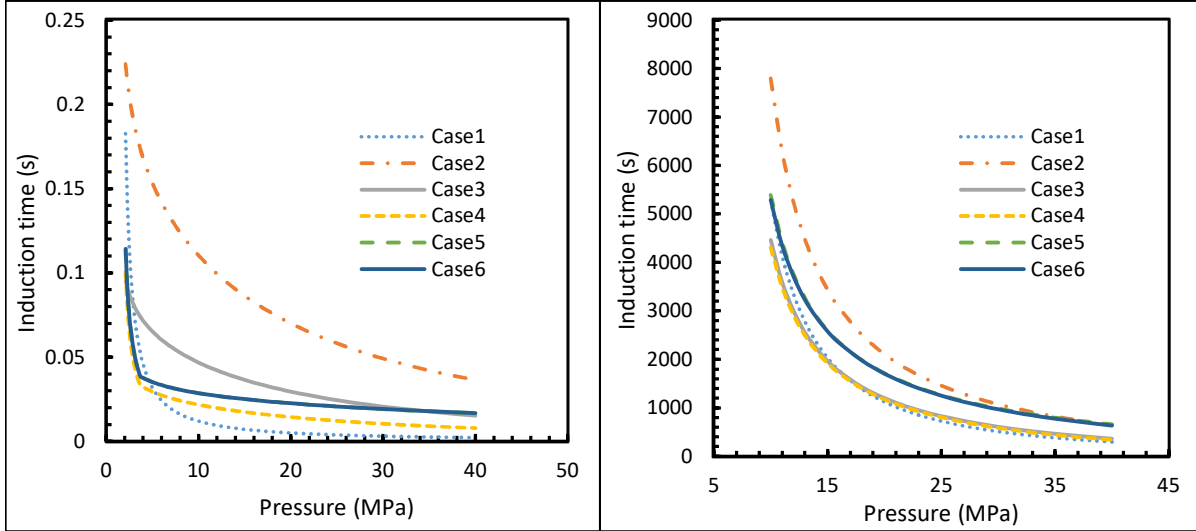 0.25
0.2
0.15
0.1
0.05
0
0
10
20
30
40
50
Induction time (s)
Pressure (MPa)
Case1
Case2
Case3
Case4
Case5
Case6
9000
8000
7000
6000
5000
4000
3000
2000
1000
0
5
15
25
35
45
Induction time (s)
Pressure (MPa)
Case1
Case2
Case3
Case4
Case5
Case6